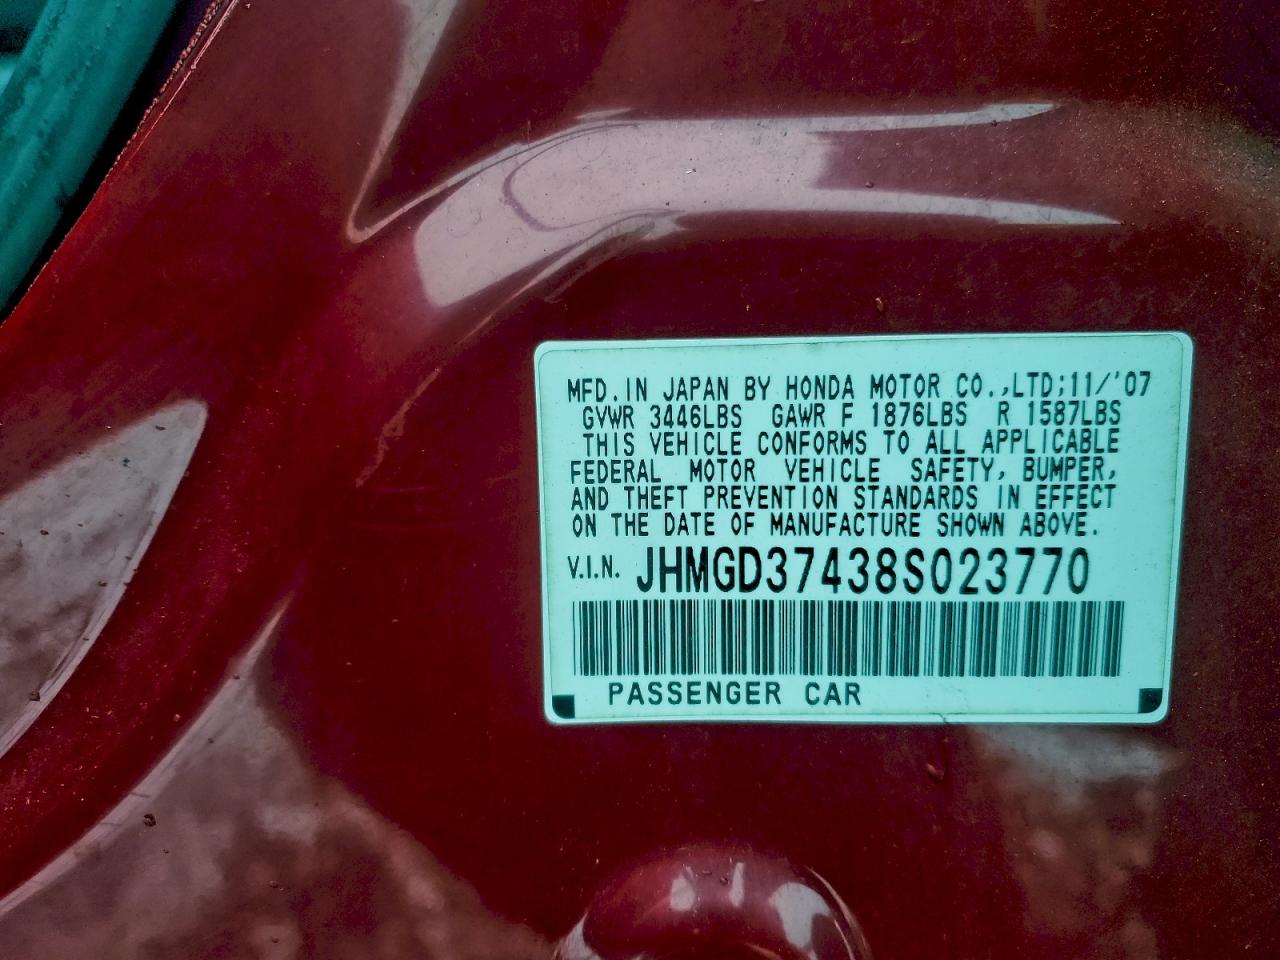 MFD. IN JAPAN BY HONDA MOTOR CO.,LTD;11/'07
GVWR 3446LBS GAWR F 1876LBS R 1587LBS
THIS VEHICLE CONFORMS TO ALL APPLICABLE
FEDERAL MOTOR VEHICLE SAFETY, BUMPER,
AND THEFT PREVENTION STANDARDS IN EFFECT
ON THE DATE OF MANUFACTURE SHOWN ABOVE.
V.I.N. JHMGD37438S023770
PASSENGER CAR